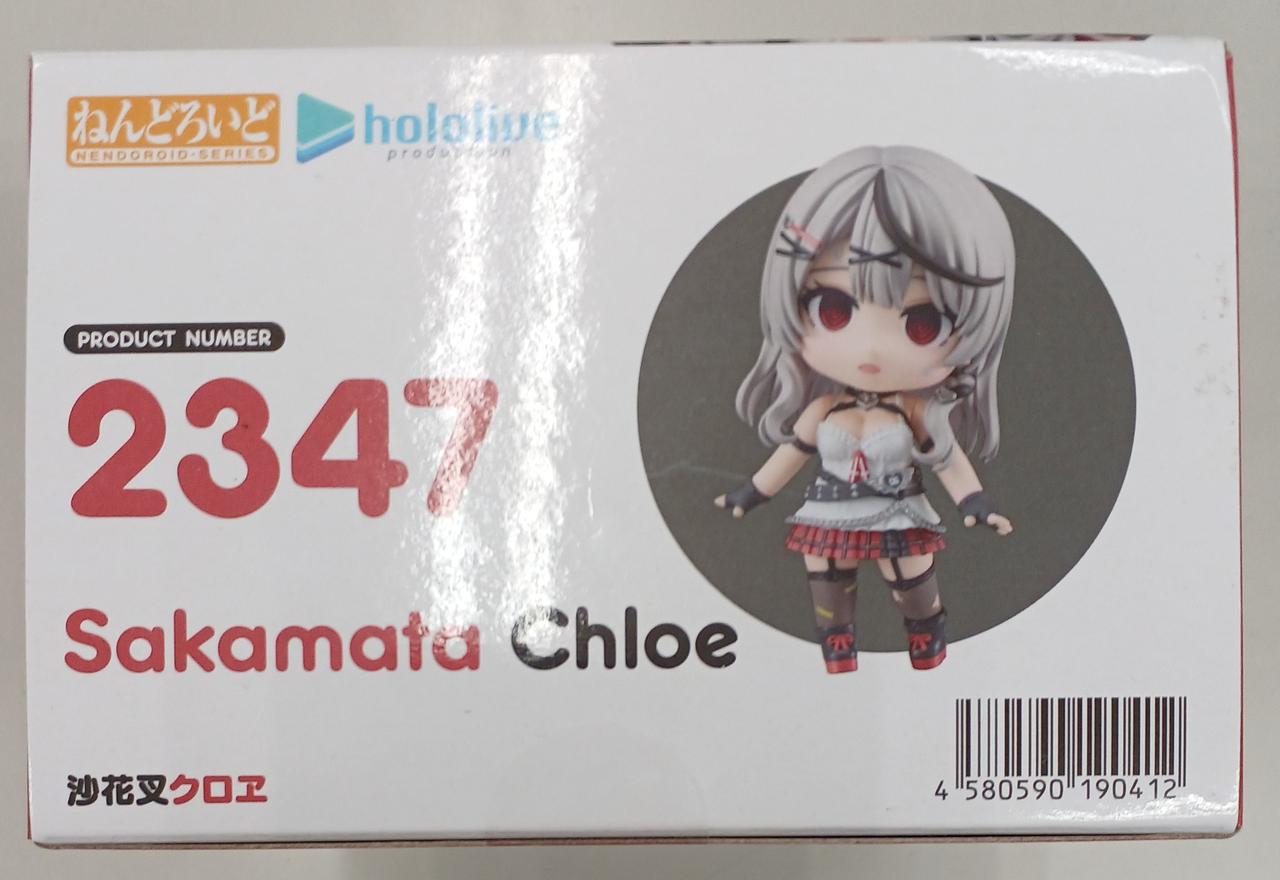 ねんどろいど
NENDOROID-SERIES
hololive
production
PRODUCT NUMBER
2347
Sakamata Chloe
沙花叉クロヱ
4 580590 190412